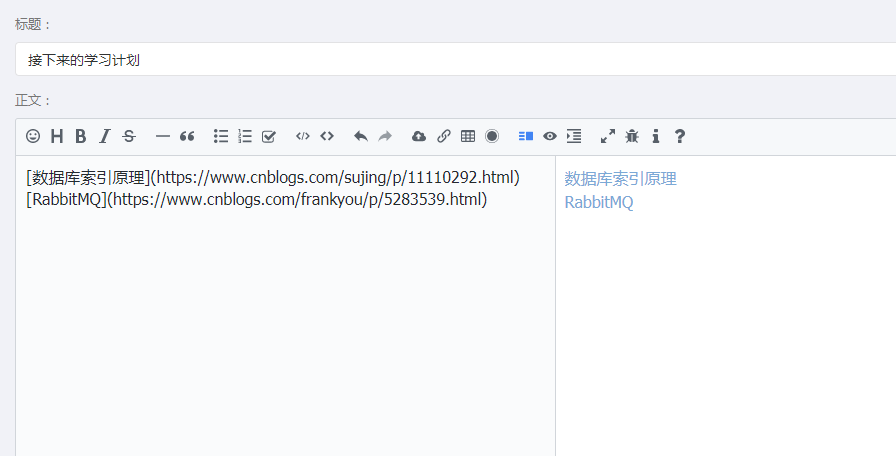 标题：
接下来的学习计划
正文：
[数据库索引原理](https://www.cnblogs.com/sujing/p/11110292.html)
[RabbitMQ](https://www.cnblogs.com/frankyou/p/5283539.html)
数据库索引原理
RabbitMQ